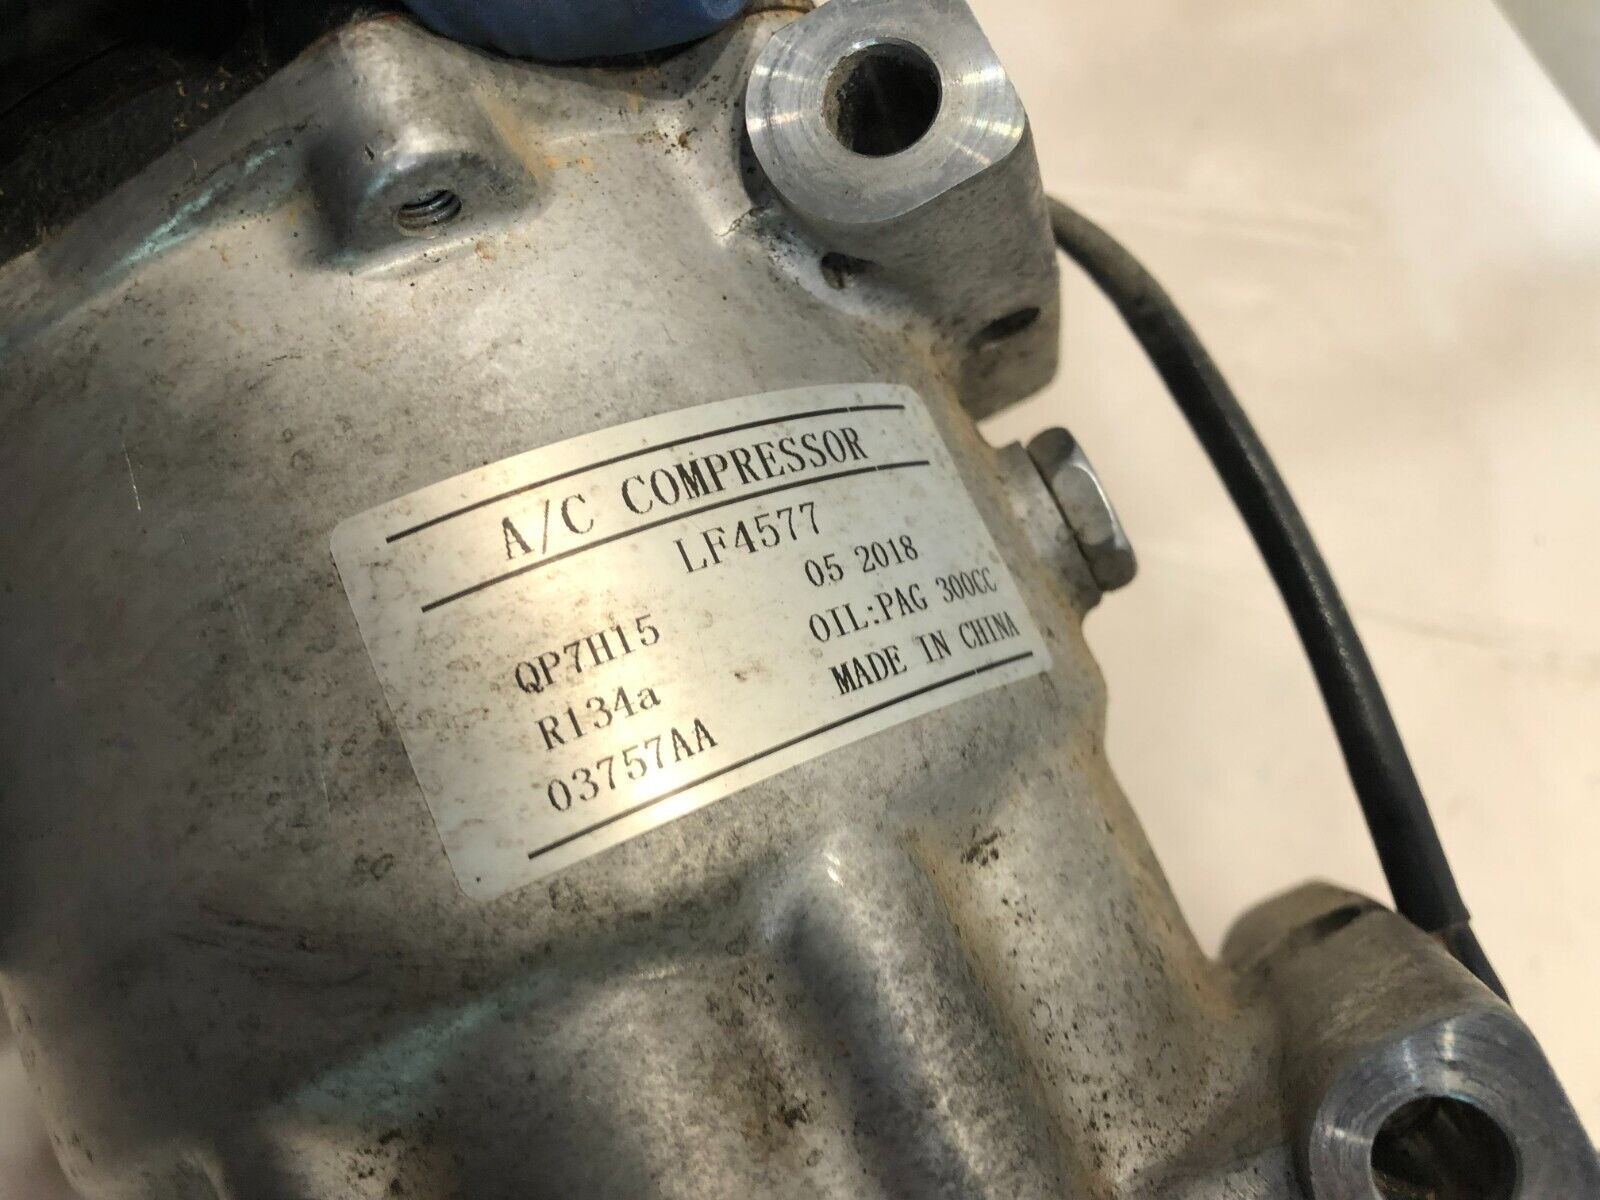 A/C COMPRESSOR
LF4577
QP7H15 05 2018
R134a OIL:PAG 300CC
03757AA MADE IN CHINA